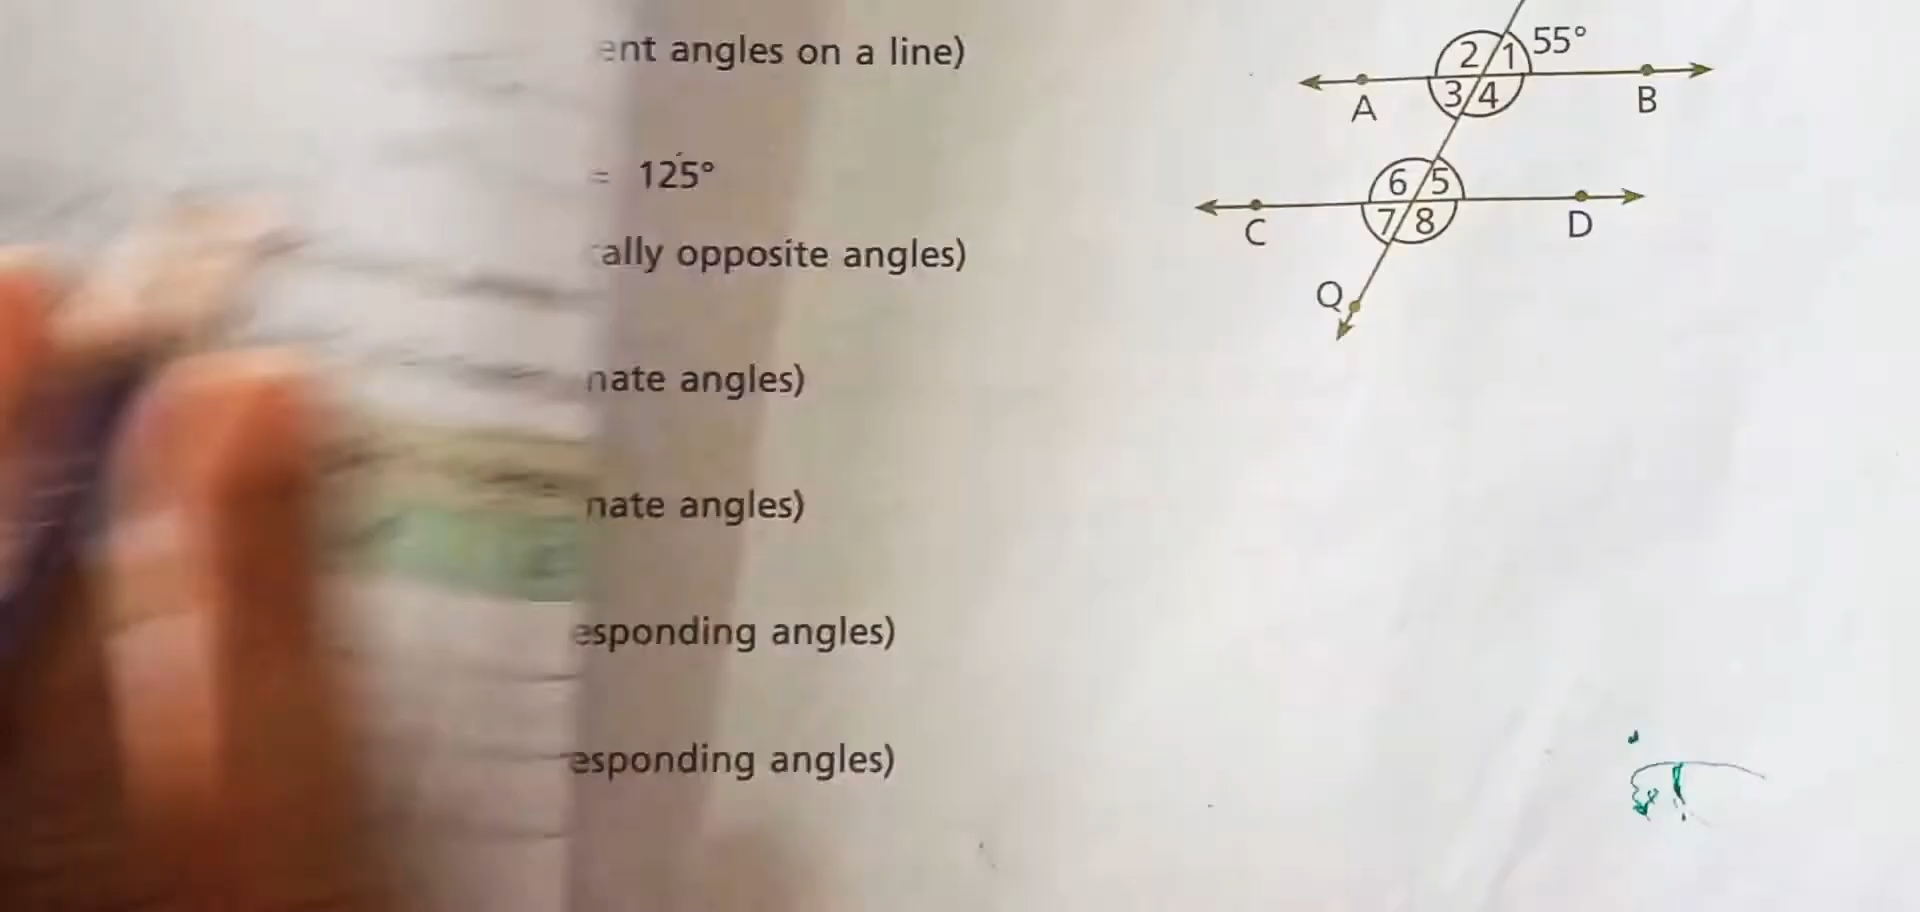 ent angles on a line)
= 125°
cally opposite angles)
nate angles)
nate angles)
esponding angles)
esponding angles)
2 1 55°
A 3 4 B
6 5
C 7 8 D
Q